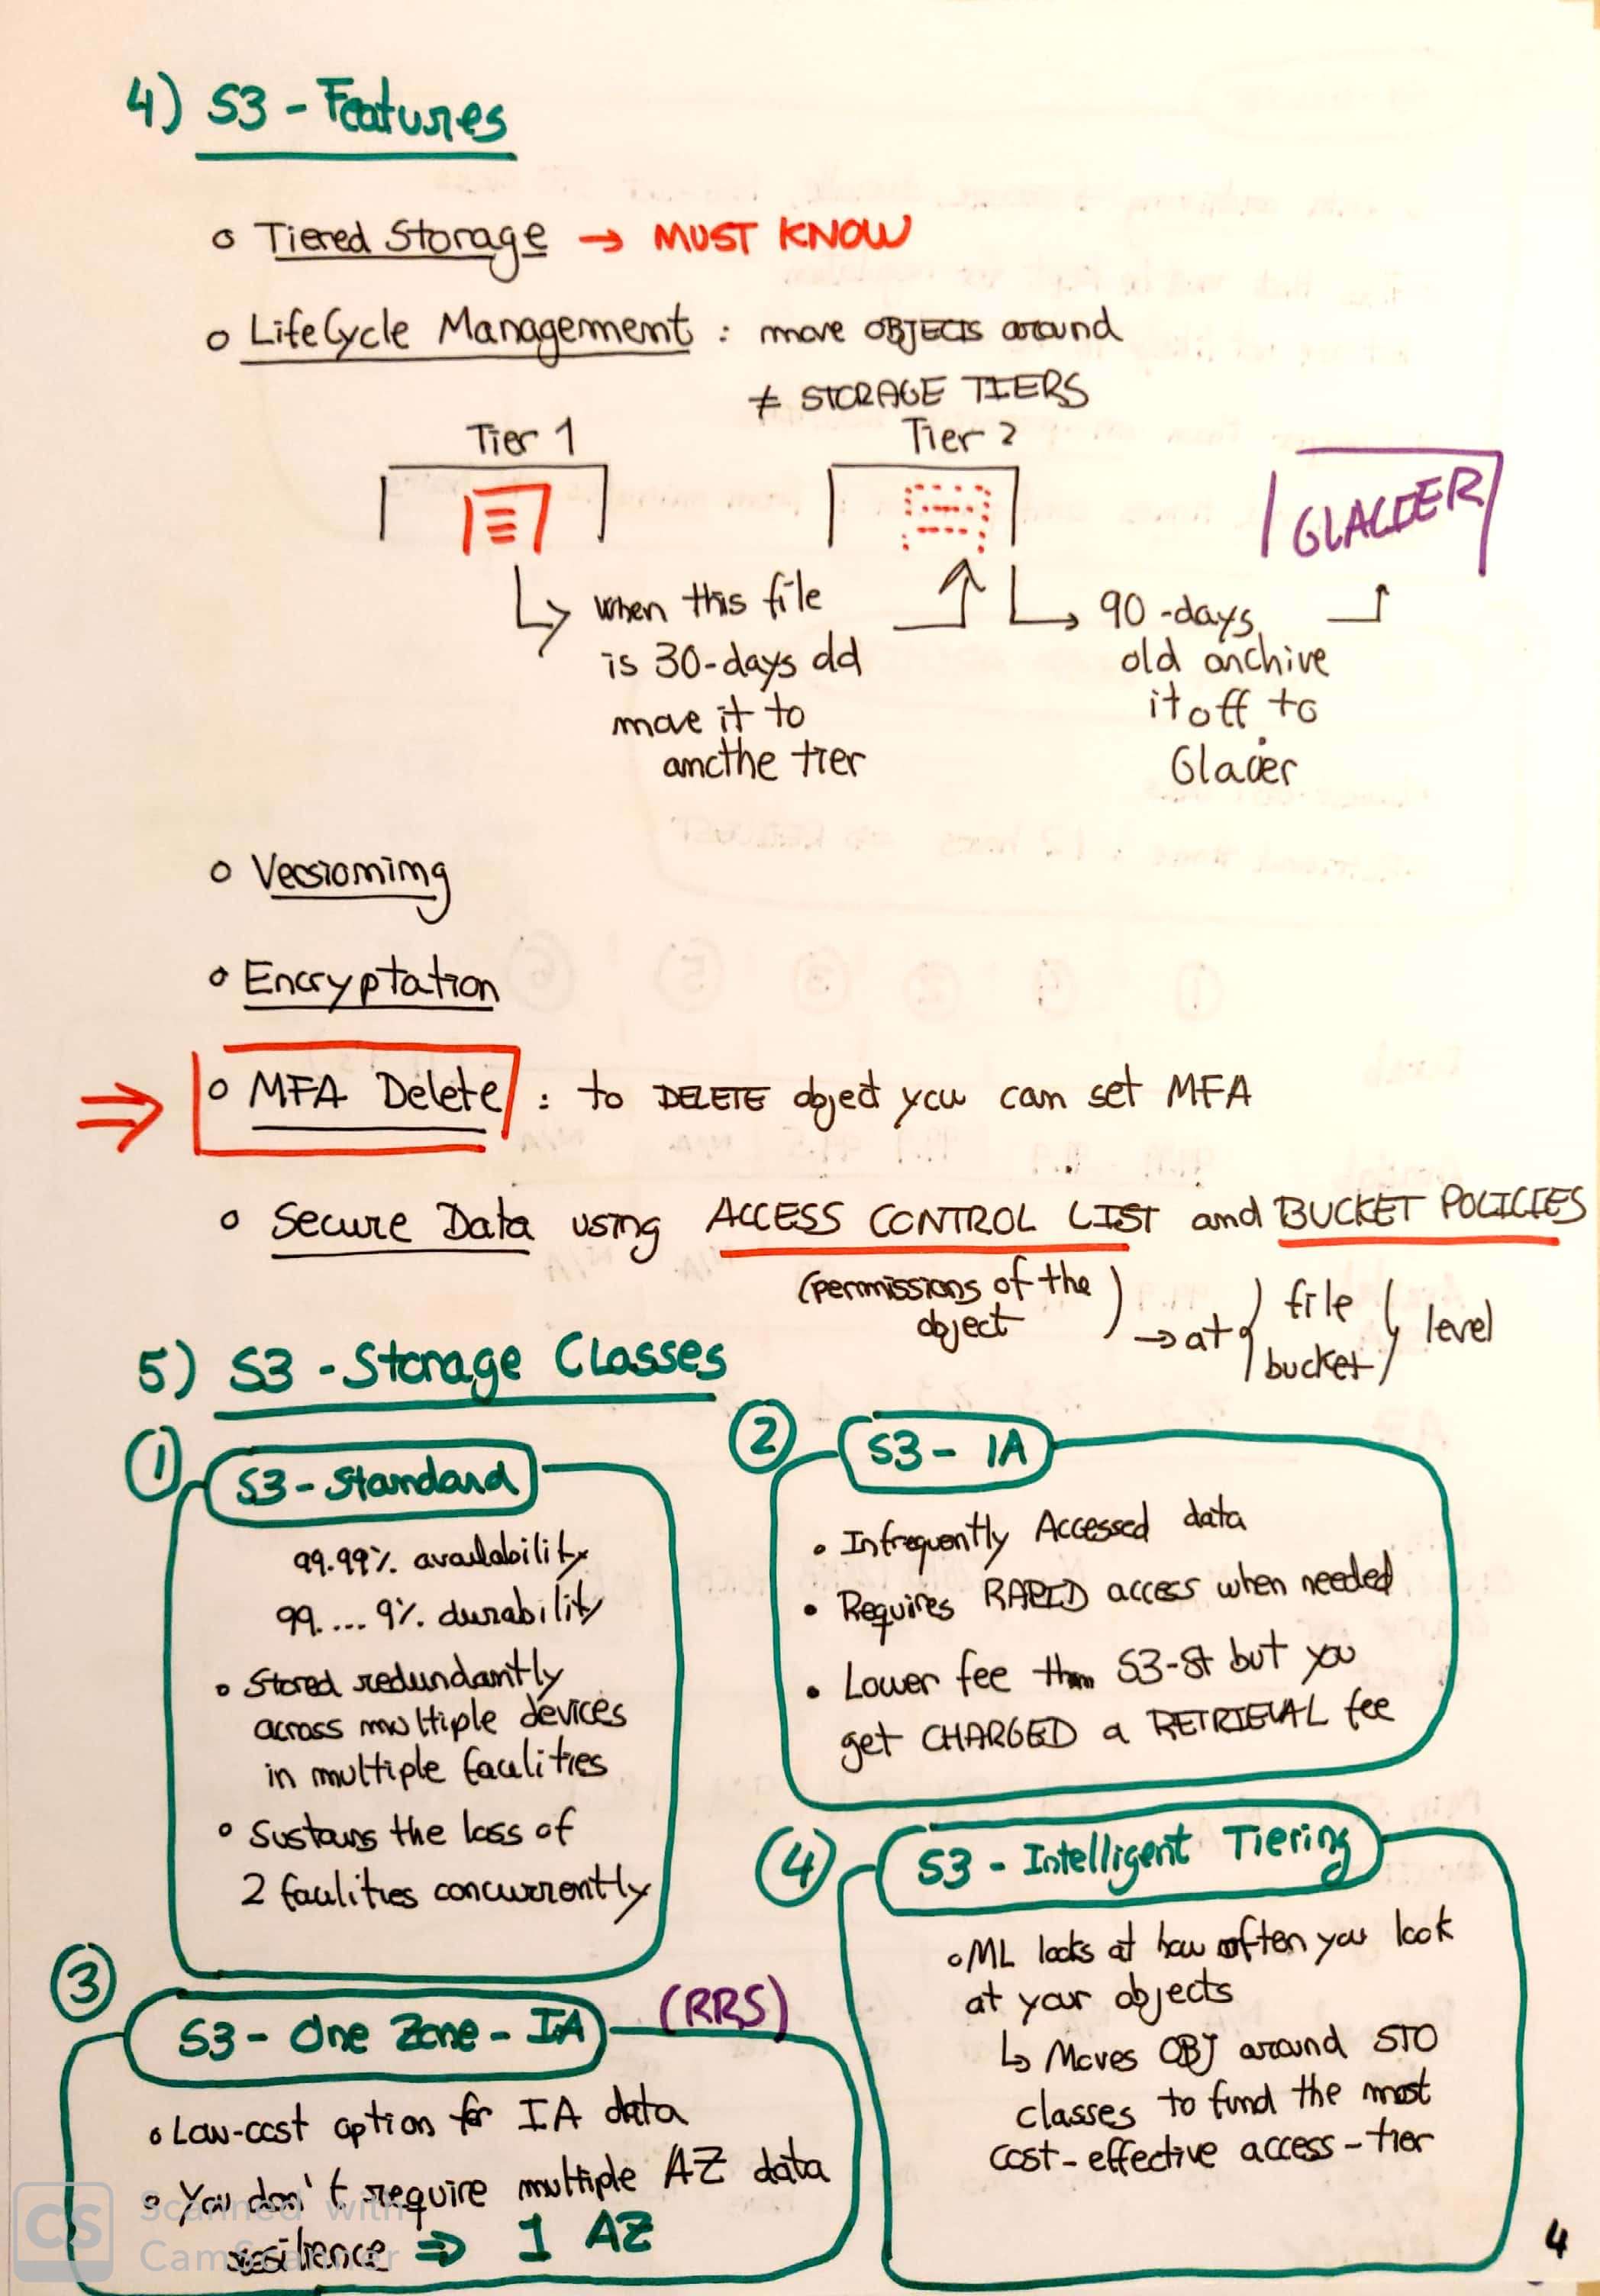 4) S3 - Features
o Tiered Storage → MUST KNOW
o LifeCycle Management : move OBJECTS around
≠ STORAGE TIERS
Tier 1
Tier 2
GLACIER
when this file
is 30-days old
move it to
anothe tier
90-days
old archive
it off to
Glacier
o Versioning
o Encryptation
⇒ o MFA Delete : to DELETE object you can set MFA
o Secure Data using ACCESS CONTROL LIST and BUCKET POLICIES
(permissions of the
object) → at { file bucket } level
5) S3 - Storage Classes
1 S3 - Standard
99.99% availability
99....9% durability
• Stored redundantly
across multiple devices
in multiple facilities
• Sustains the loss of
2 facilities concurrently
2 S3 - IA
• Infrequently Accessed data
• Requires RAPID access when needed
• Lower fee than S3-St but you
get CHARGED a RETRIEVAL fee
3 S3 - One Zone - IA (RRS)
• Low-cost option for IA data
• You don't require multiple AZ data
resilience ⇒ 1 AZ
4 S3 - Intelligent Tiering
• ML looks at how often you look
at your objects
↳ Moves OBJ around STO
classes to fund the most
cost-effective access-tier
CS Scanned with
CamScanner
4